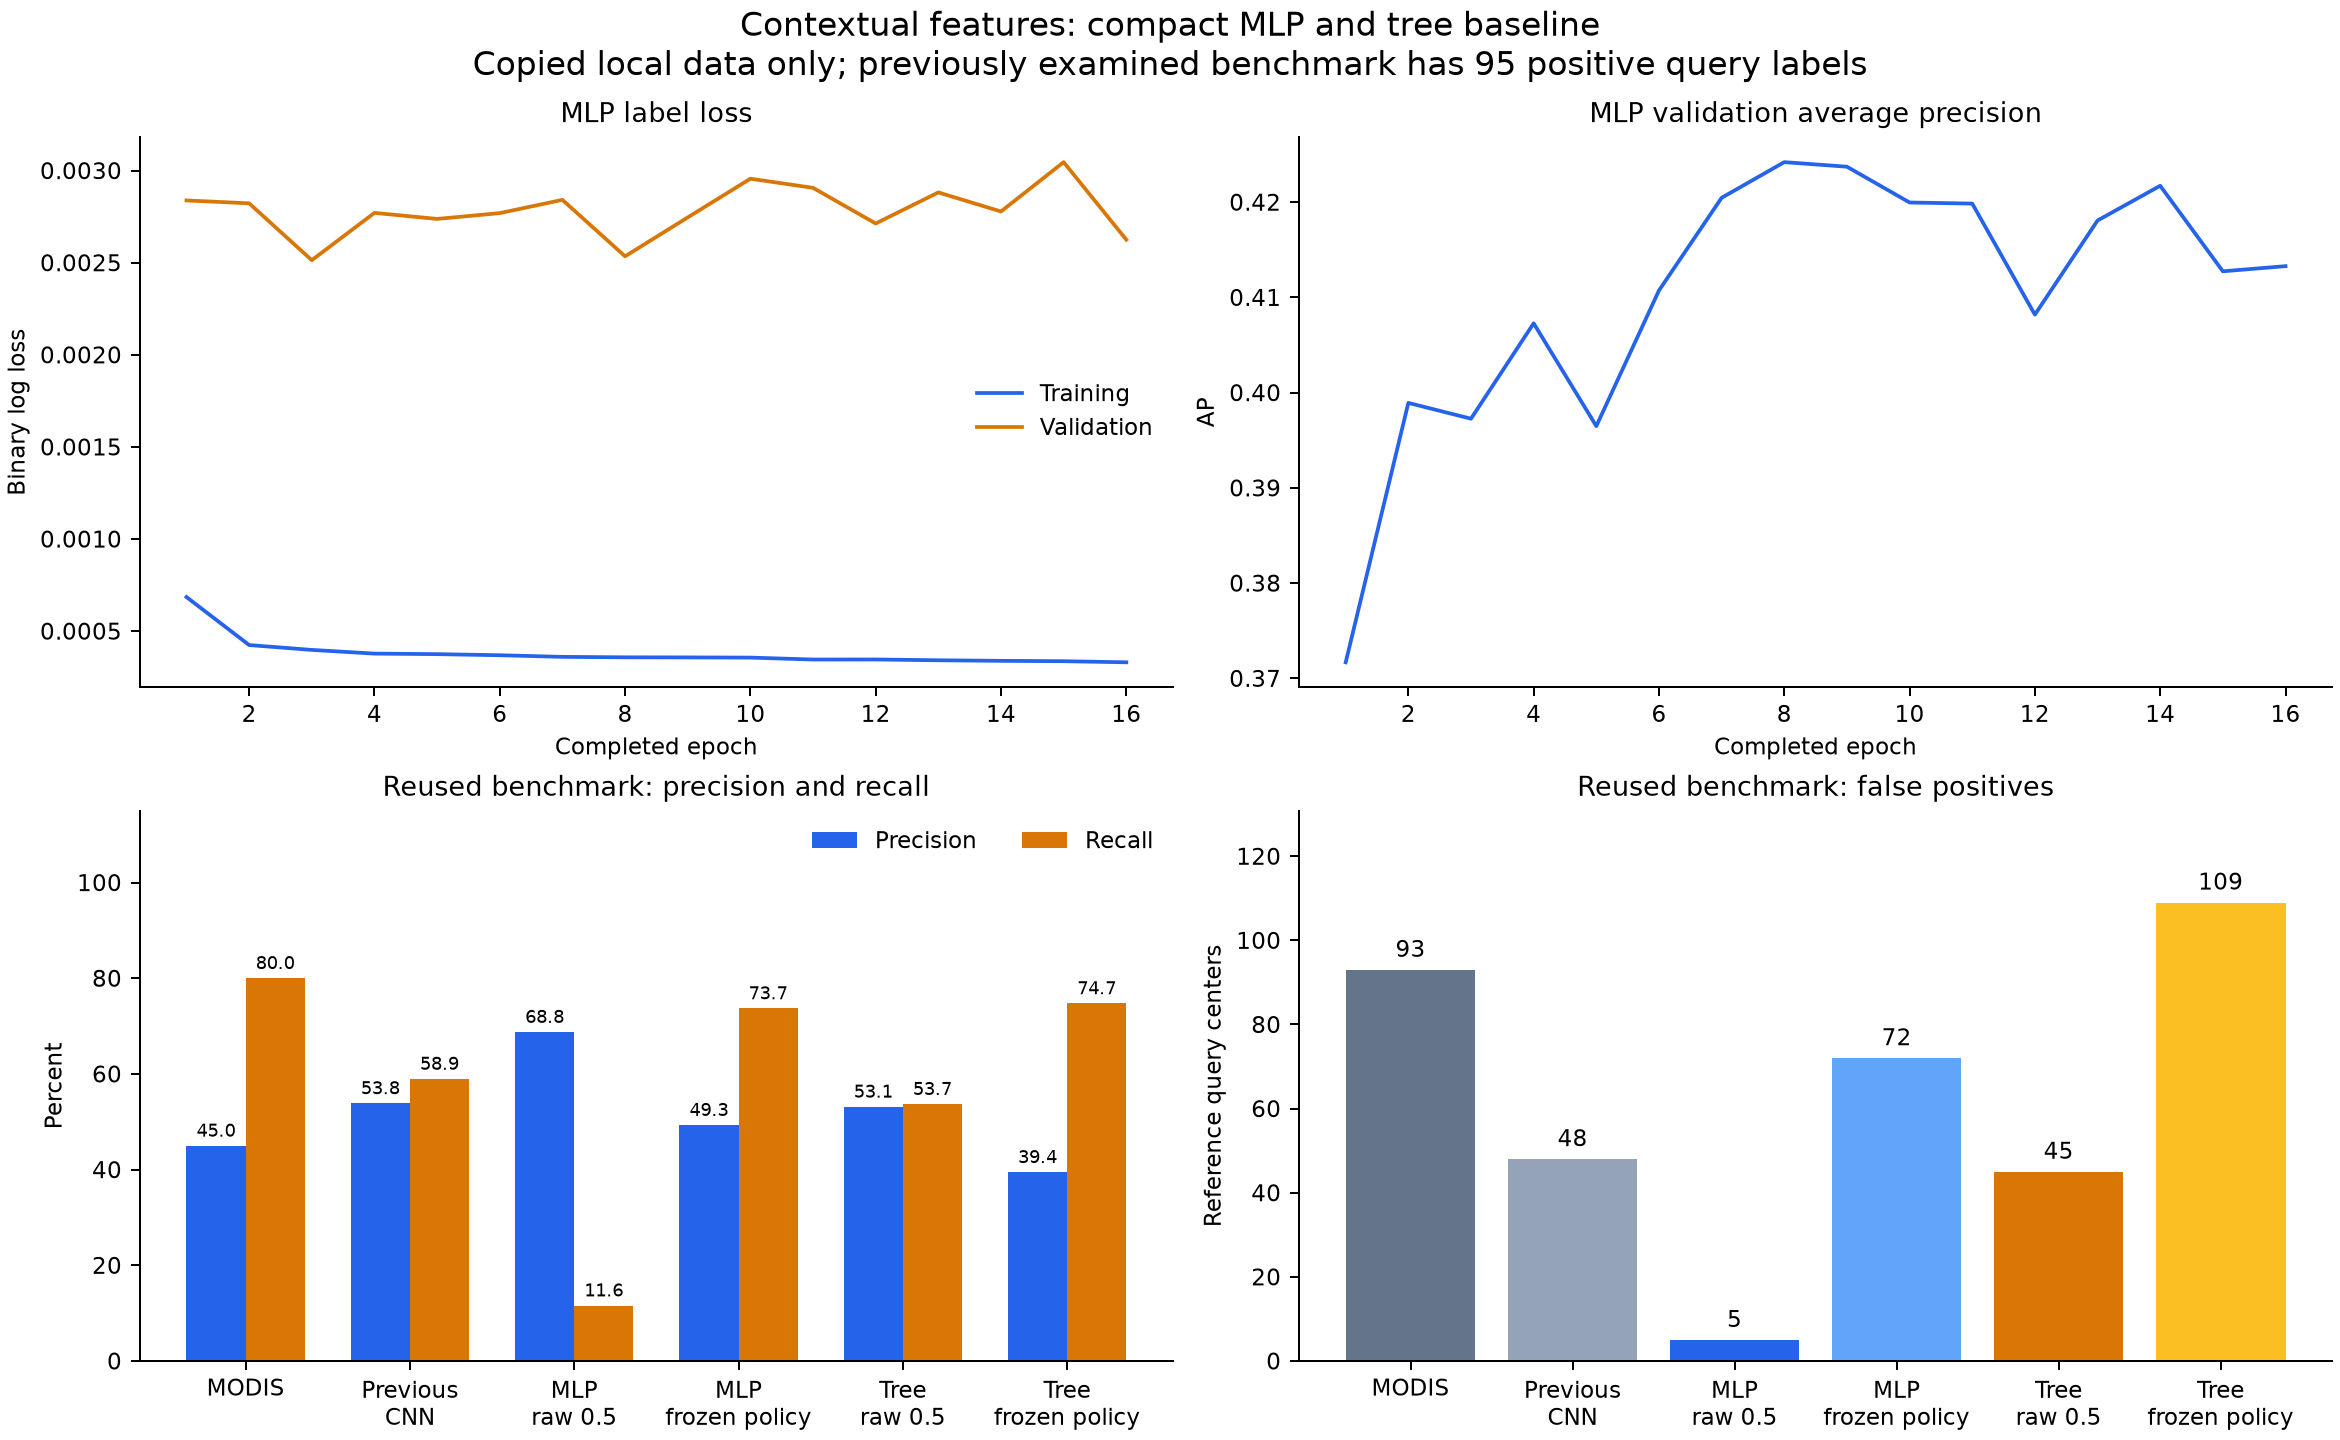 Contextual features: compact MLP and tree baseline
Copied local data only; previously examined benchmark has 95 positive query labels
MLP label loss
Binary log loss
0.0030
0.0025
0.0020
0.0015
0.0010
0.0005
Training
Validation
2 4 6 8 10 12 14 16
Completed epoch
MLP validation average precision
AP
0.42
0.41
0.40
0.39
0.38
0.37
2 4 6 8 10 12 14 16
Completed epoch
Reused benchmark: precision and recall
Precision Recall
Percent
100
80
60
40
20
0
45.0 80.0
53.8 58.9
68.8 11.6
49.3 73.7
53.1 53.7
39.4 74.7
MODIS
Previous
CNN
MLP
raw 0.5
MLP
frozen policy
Tree
raw 0.5
Tree
frozen policy
Reused benchmark: false positives
Reference query centers
120
100
80
60
40
20
0
93
48
5
72
45
109
MODIS
Previous
CNN
MLP
raw 0.5
MLP
frozen policy
Tree
raw 0.5
Tree
frozen policy